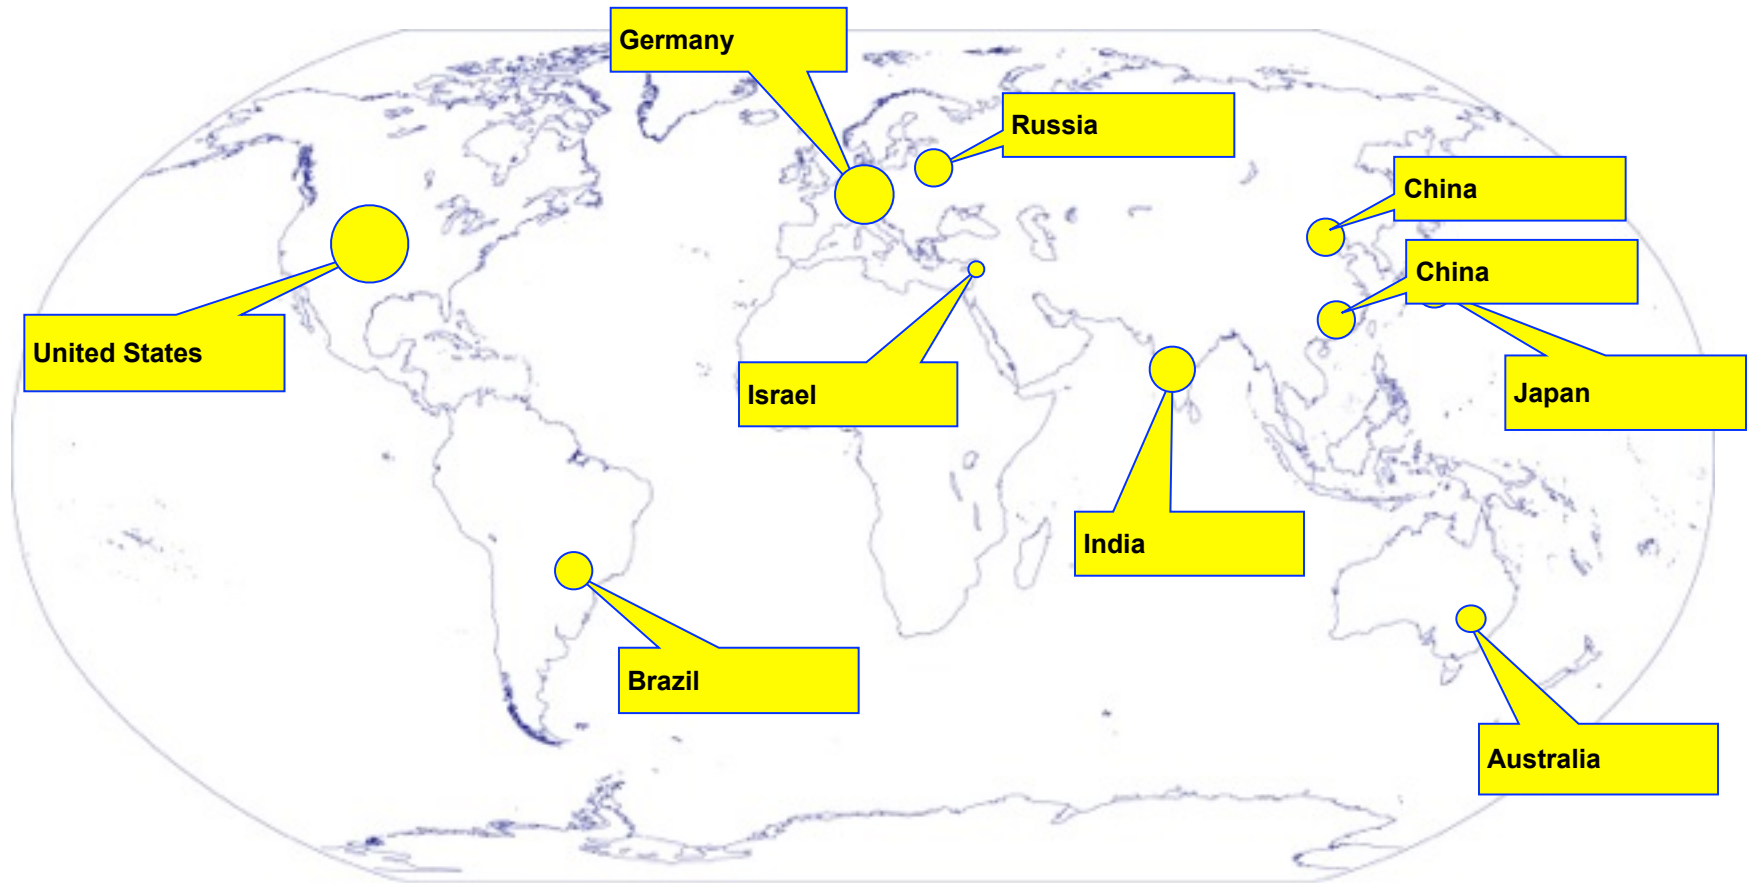 Germany
Russia
China
China
United States
Israel
Japan
India
Brazil
Australia